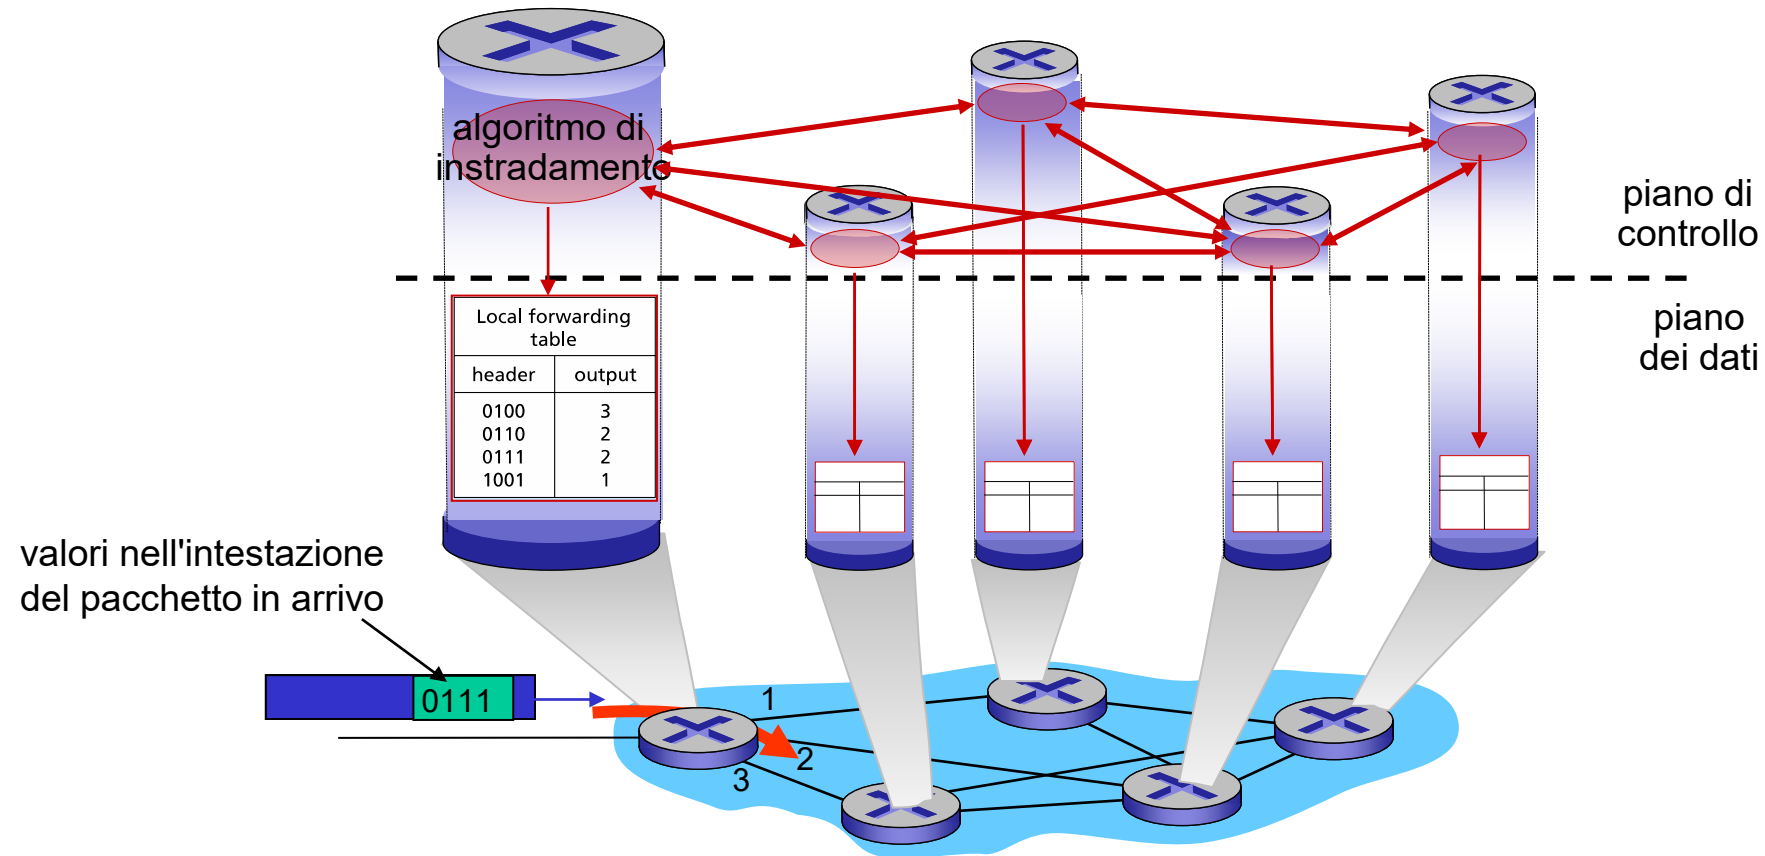 algoritmo di
instradamento
piano di
controllo
piano
dei dati
Local forwarding
table
header output
0100 3
0110 2
0111 2
1001 1
valori nell'intestazione
del pacchetto in arrivo
0111
1
2
3